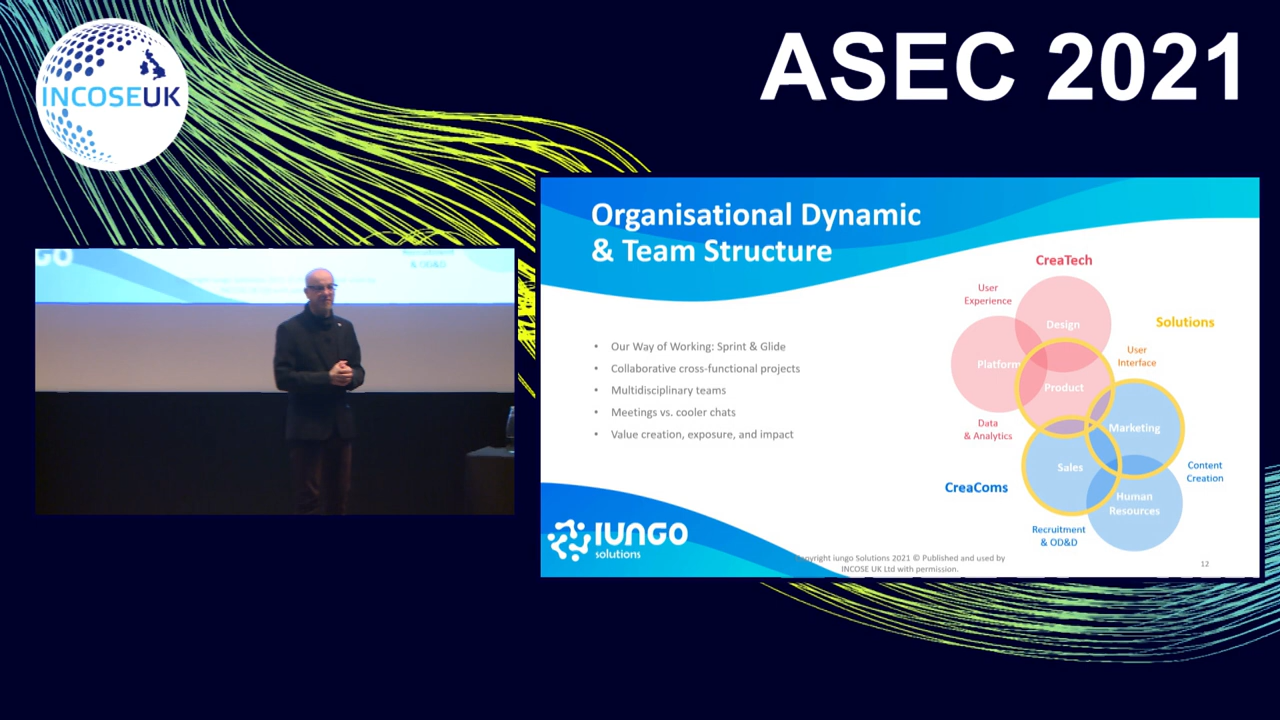 INCOSEUK
ASEC 2021
Organisational Dynamic
& Team Structure
• Our Way of Working: Sprint & Glide
• Collaborative cross-functional projects
• Multidisciplinary teams
• Meetings vs. cooler chats
• Value creation, exposure, and impact
CreaTech
User
Experience
Design
Solutions
User
Interface
Platform
Product
Data
& Analytics
Marketing
Sales
Content
Creation
CreaComs
Human
Resources
Recruitment
& OD&D
IUNGO
solutions
Copyright iungo Solutions 2021 © Published and used by
INCOSE UK Ltd with permission.
12
GO
& OD&D